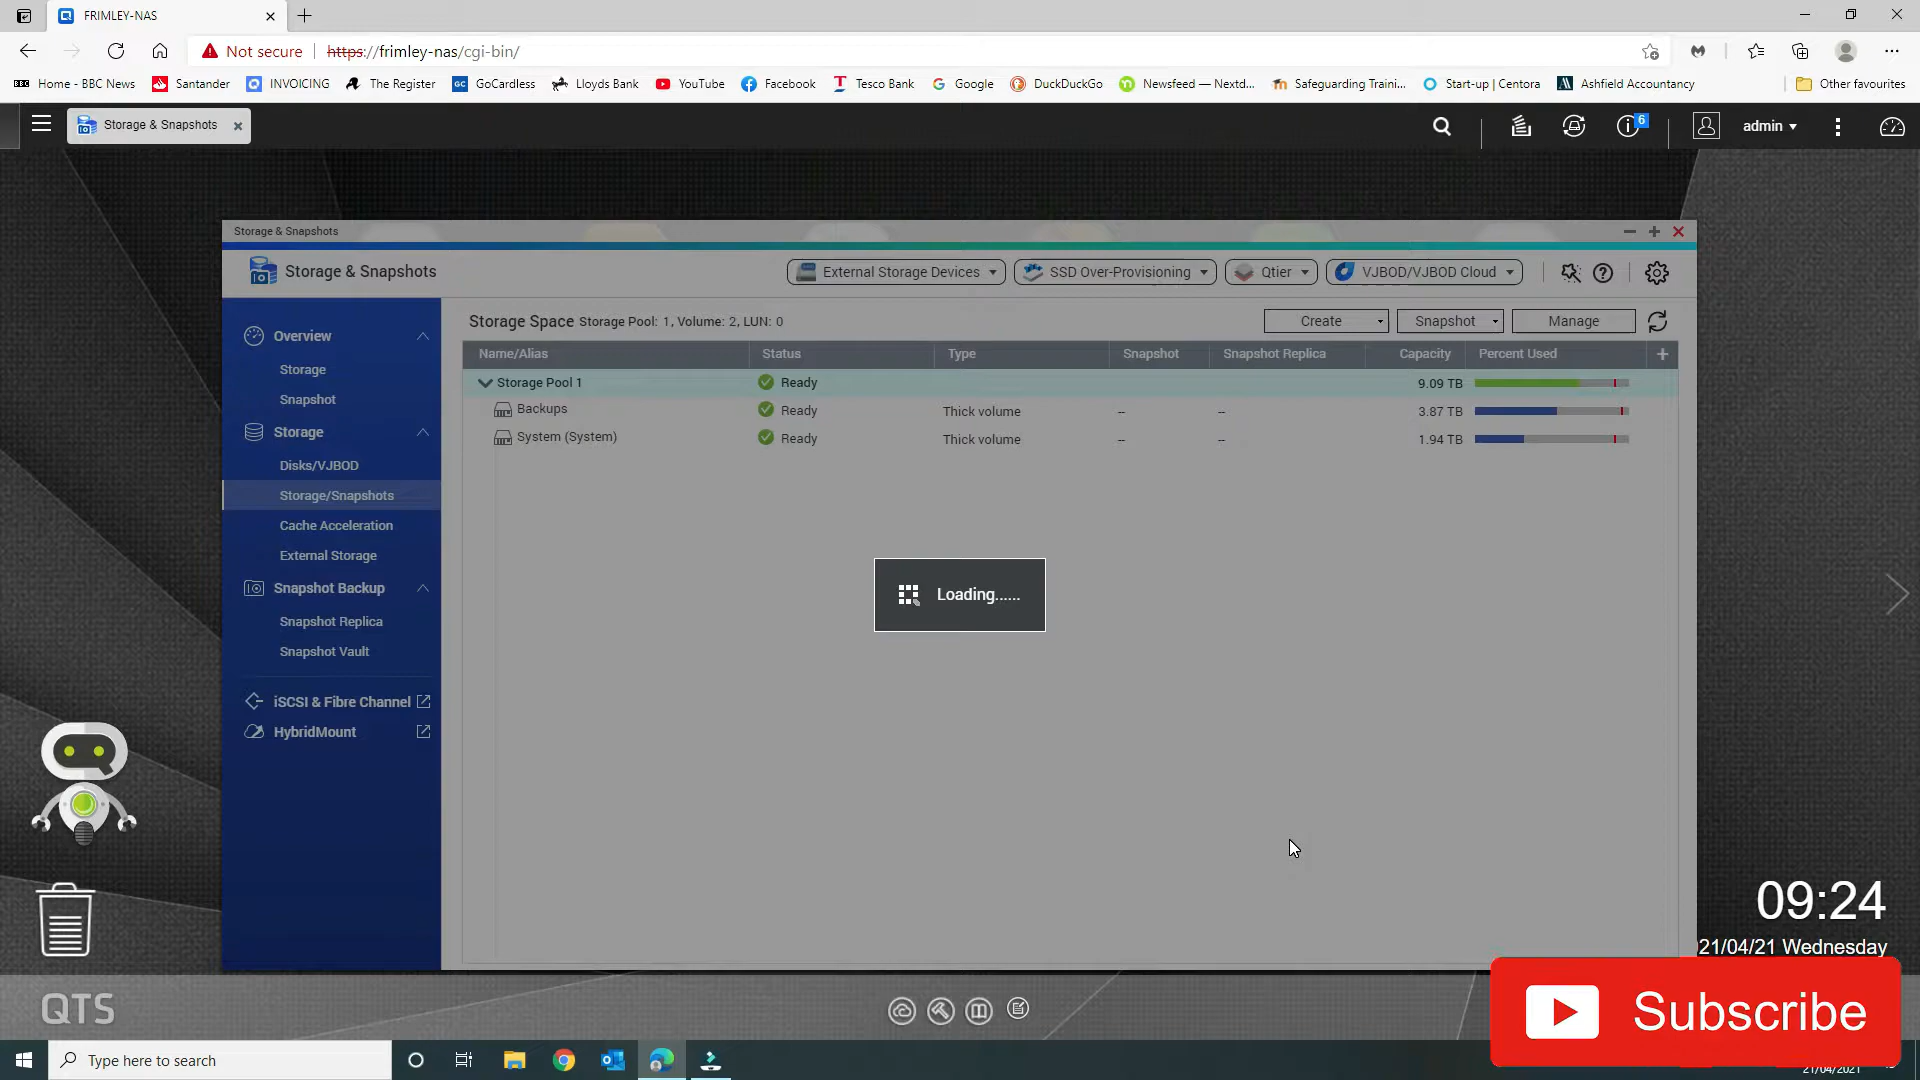 FRIMLEY-NAS
Not secure https://frimley-nas/cgi-bin/
Home - BBC News Santander INVOICING The Register GoCardless Lloyds Bank YouTube Facebook Tesco Bank Google DuckDuckGo Newsfeed — Nextd... Safeguarding Traini... Start-up | Centora Ashfield Accountancy Other favourites
Storage & Snapshots 6 admin
Storage & Snapshots
Storage & Snapshots External Storage Devices SSD Over-Provisioning Qtier VJBOD/VJBOD Cloud
Overview
Storage
Snapshot
Storage
Disks/VJBOD
Storage/Snapshots
Cache Acceleration
External Storage
Snapshot Backup
Snapshot Replica
Snapshot Vault
iSCSI & Fibre Channel
HybridMount
Storage Space Storage Pool: 1, Volume: 2, LUN: 0 Create Snapshot Manage
Name/Alias Status Type Snapshot Snapshot Replica Capacity Percent Used
Storage Pool 1 Ready 9.09 TB
Backups Ready Thick volume -- -- 3.87 TB
System (System) Ready Thick volume -- -- 1.94 TB
Loading......
09:24
21/04/21 Wednesday
QTS
Subscribe
Type here to search
21/04/2021